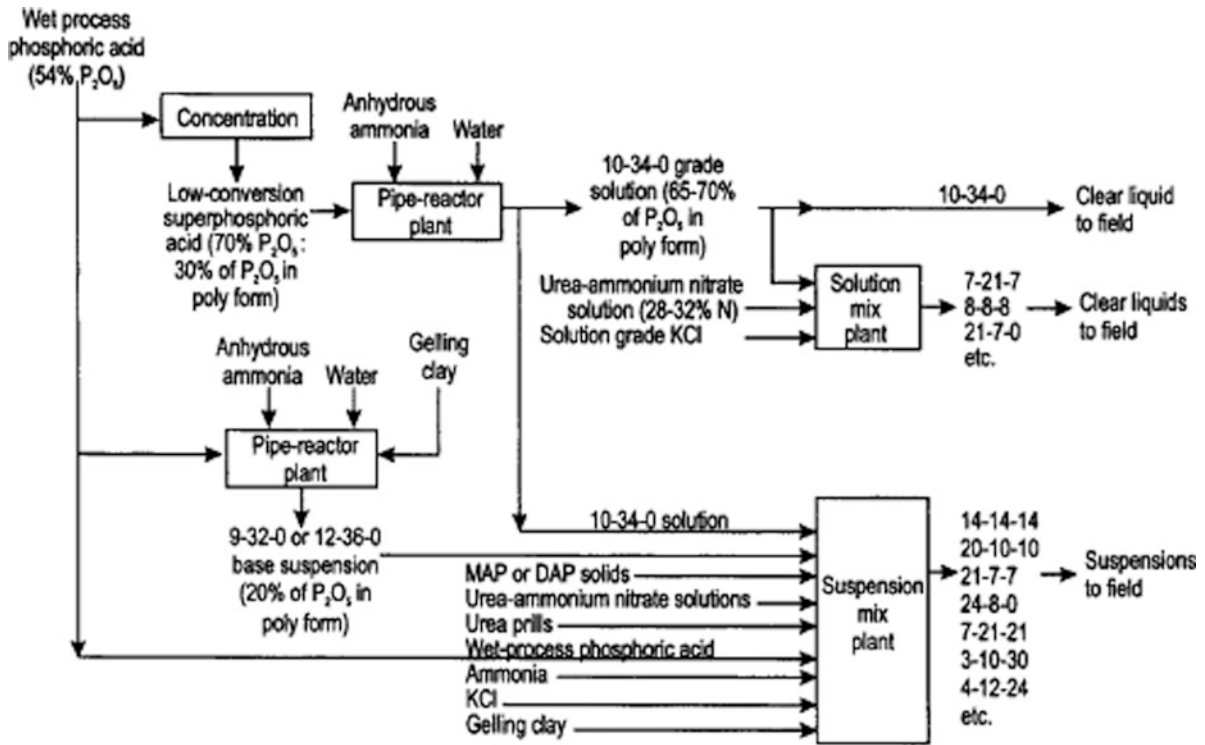 Wet process
phosphoric acid
(54% P₂O₅)
Concentration
Anhydrous
ammonia
Water
Low-conversion
superphosphoric
acid (70% P₂O₅ :
30% of P₂O₅ in
poly form)
Pipe-reactor
plant
10-34-0 grade
solution (65-70%
of P₂O₅ in
poly form)
10-34-0
Clear liquid
to field
Urea-ammonium nitrate
solution (28-32% N)
Solution grade KCl
Solution
mix
plant
7-21-7
8-8-8
21-7-0
etc.
Clear liquids
to field
Anhydrous
ammonia
Water
Gelling
clay
Pipe-reactor
plant
9-32-0 or 12-36-0
base suspension
(20% of P₂O₅ in
poly form)
10-34-0 solution
MAP or DAP solids
Urea-ammonium nitrate solutions
Urea prills
Wet-process phosphoric acid
Ammonia
KCl
Gelling clay
Suspension
mix
plant
14-14-14
20-10-10
21-7-7
24-8-0
7-21-21
3-10-30
4-12-24
etc.
Suspensions
to field